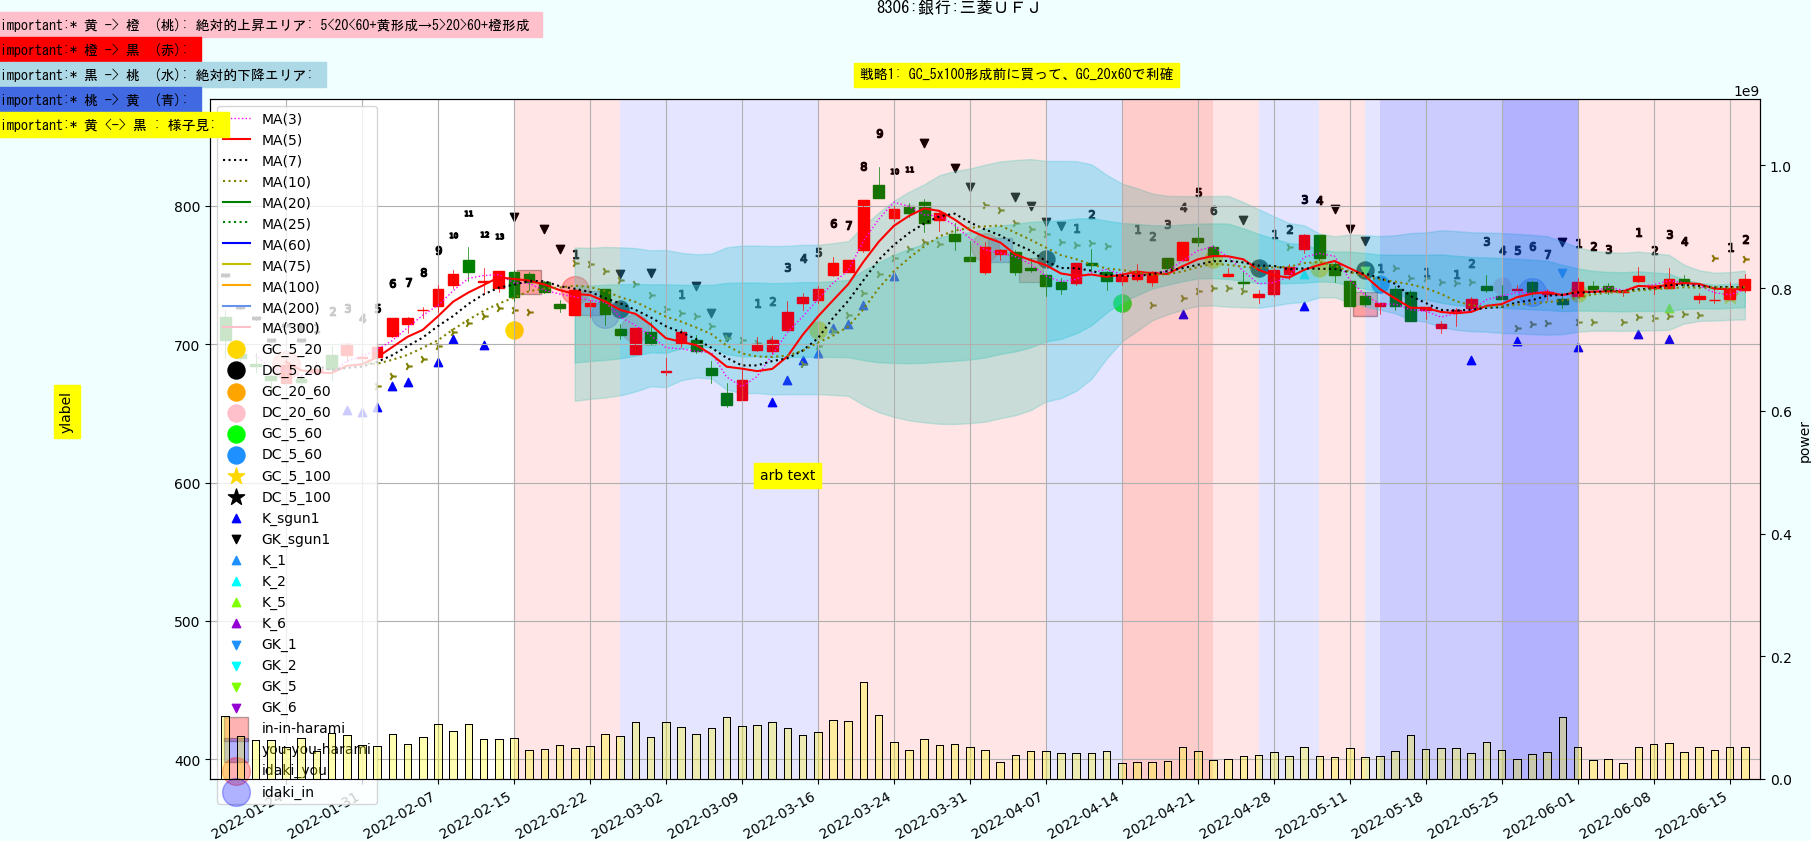 8306:銀行:三菱UFJ
important:* 黄 -> 橙 (桃): 絶対的上昇エリア: 5<20<60+黄形成→5>20>60+橙形成
important:* 橙 -> 黒 (赤):
important:* 黒 -> 桃 (水): 絶対的下降エリア:
戦略1: GC_5x100形成前に買って、GC_20x60で利確
important:* 桃 -> 黄 (青):
important:* 黄 <-> 黒 : 様子見:
1e9
MA(3)
MA(5)
MA(7)
MA(10)
MA(20)
MA(25)
MA(60)
MA(75)
MA(100)
MA(200)
MA(300)
GC_5_20
DC_5_20
GC_20_60
DC_20_60
GC_5_60
DC_5_60
GC_5_100
DC_5_100
K_sgun1
GK_sgun1
K_1
K_2
K_5
K_6
GK_1
GK_2
GK_5
GK_6
in-in-harami
you-you-harami
idaki_you
idaki_in
800
700
600
500
400
ylabel
arb text
1.0
0.8
0.6
0.4
0.2
0.0
power
2022-01-31
2022-02-07
2022-02-15
2022-02-22
2022-03-02
2022-03-09
2022-03-16
2022-03-24
2022-03-31
2022-04-07
2022-04-14
2022-04-21
2022-04-28
2022-05-11
2022-05-18
2022-05-25
2022-06-01
2022-06-08
2022-06-15